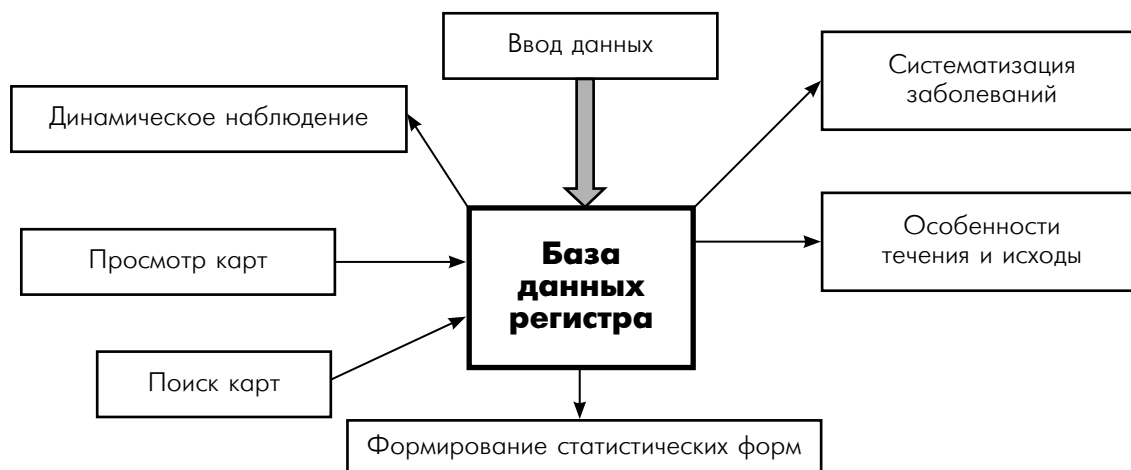 Ввод данных
Систематизация
заболеваний
Динамическое наблюдение
Особенности
течения и исходы
Просмотр карт
База
данных
регистра
Поиск карт
Формирование статистических форм